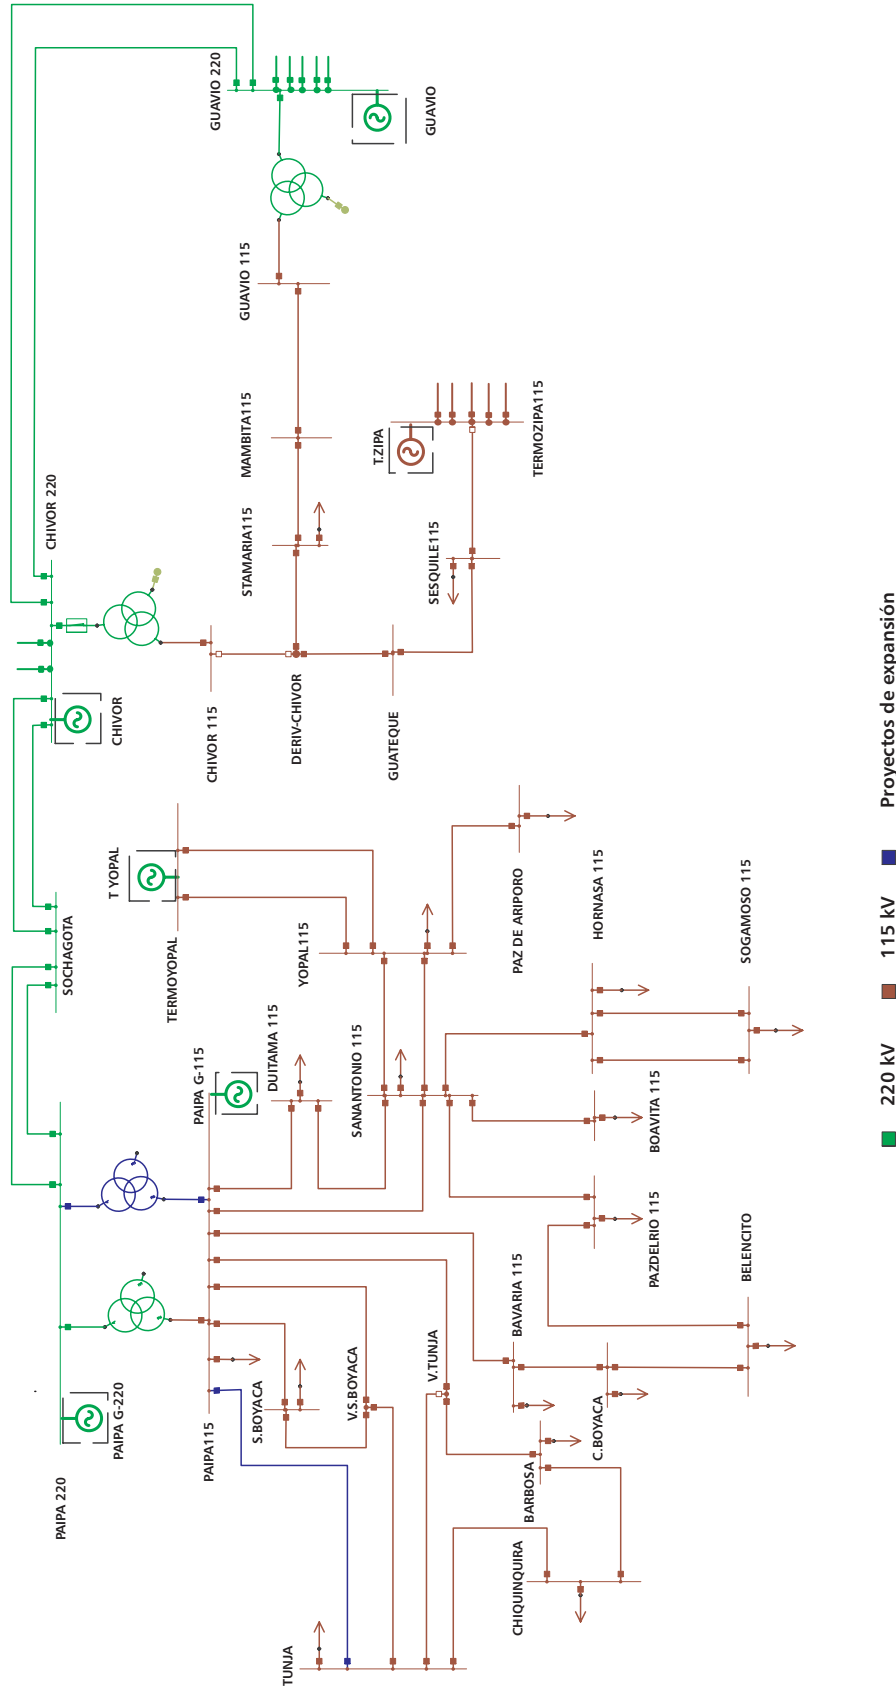 PAIPA 220
PAIPA G-220
SOCHAGOTA
CHIVOR
CHIVOR 220
GUAVIO 220
GUAVIO
PAIPA115
PAIPA G-115
TERMOYOPAL
T YOPAL
CHIVOR 115
DERIV-CHIVOR
GUATEQUE
STAMARIA115
MAMBITA115
GUAVIO 115
TUNJA
S.BOYACA
V.S.BOYACA
V.TUNJA
DUITAMA 115
SANANTONIO 115
YOPAL115
SESQUILE115
T.ZIPA
TERMOZIPA115
CHIQUINQUIRA
BARBOSA
BAVARIA 115
C.BOYACA
PAZ DE ARIPORO
HORNASA 115
PAZDELRIO 115
BOAVITA 115
BELENCITO
SOGAMOSO 115
220 kV
115 kV
Proyectos de expansión